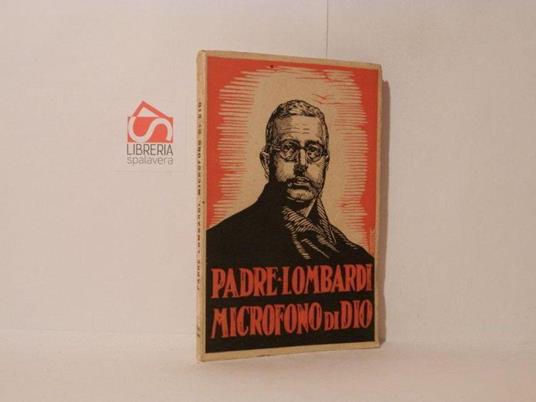 LIBRERIA
spalavera
PADRE-LOMBARDI
MICROFONO DI DIO